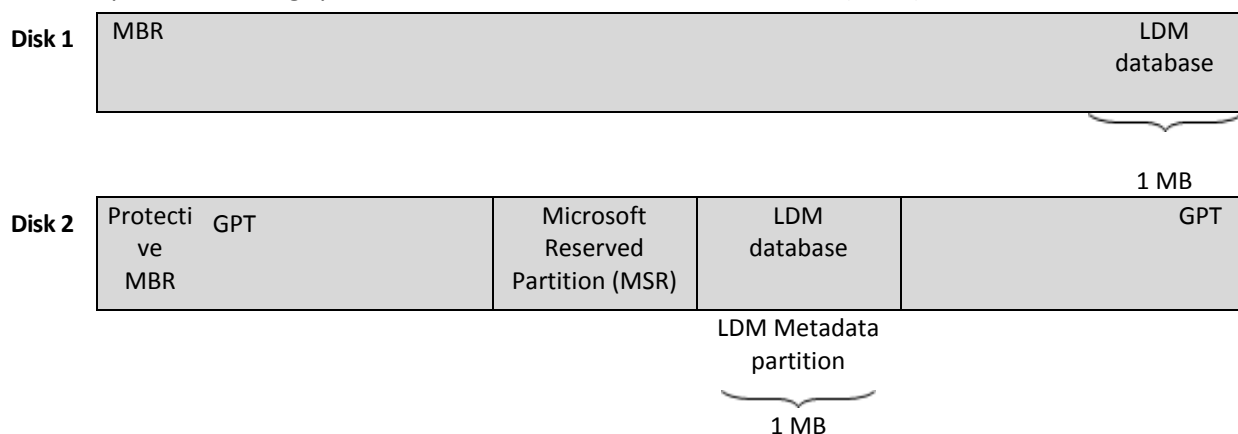 Disk 1
MBR
LDM
database
1 MB
Disk 2
Protecti
ve
MBR
GPT
Microsoft
Reserved
Partition (MSR)
LDM
database
GPT
LDM Metadata
partition
1 MB